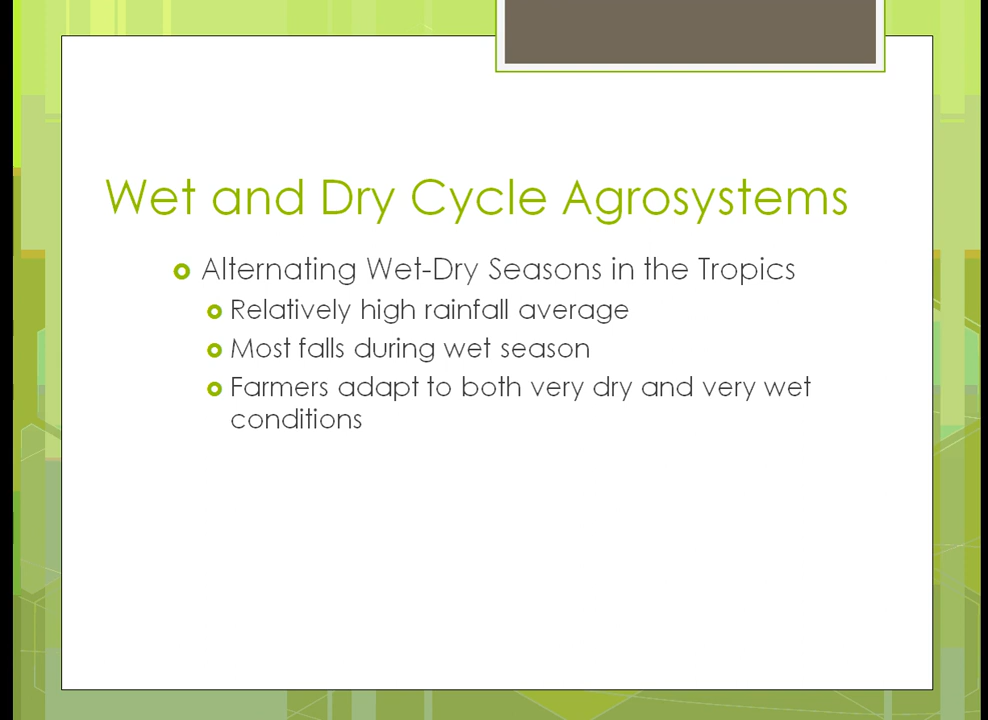 Wet and Dry Cycle Agrosystems
Alternating Wet-Dry Seasons in the Tropics
Relatively high rainfall average
Most falls during wet season
Farmers adapt to both very dry and very wet
conditions